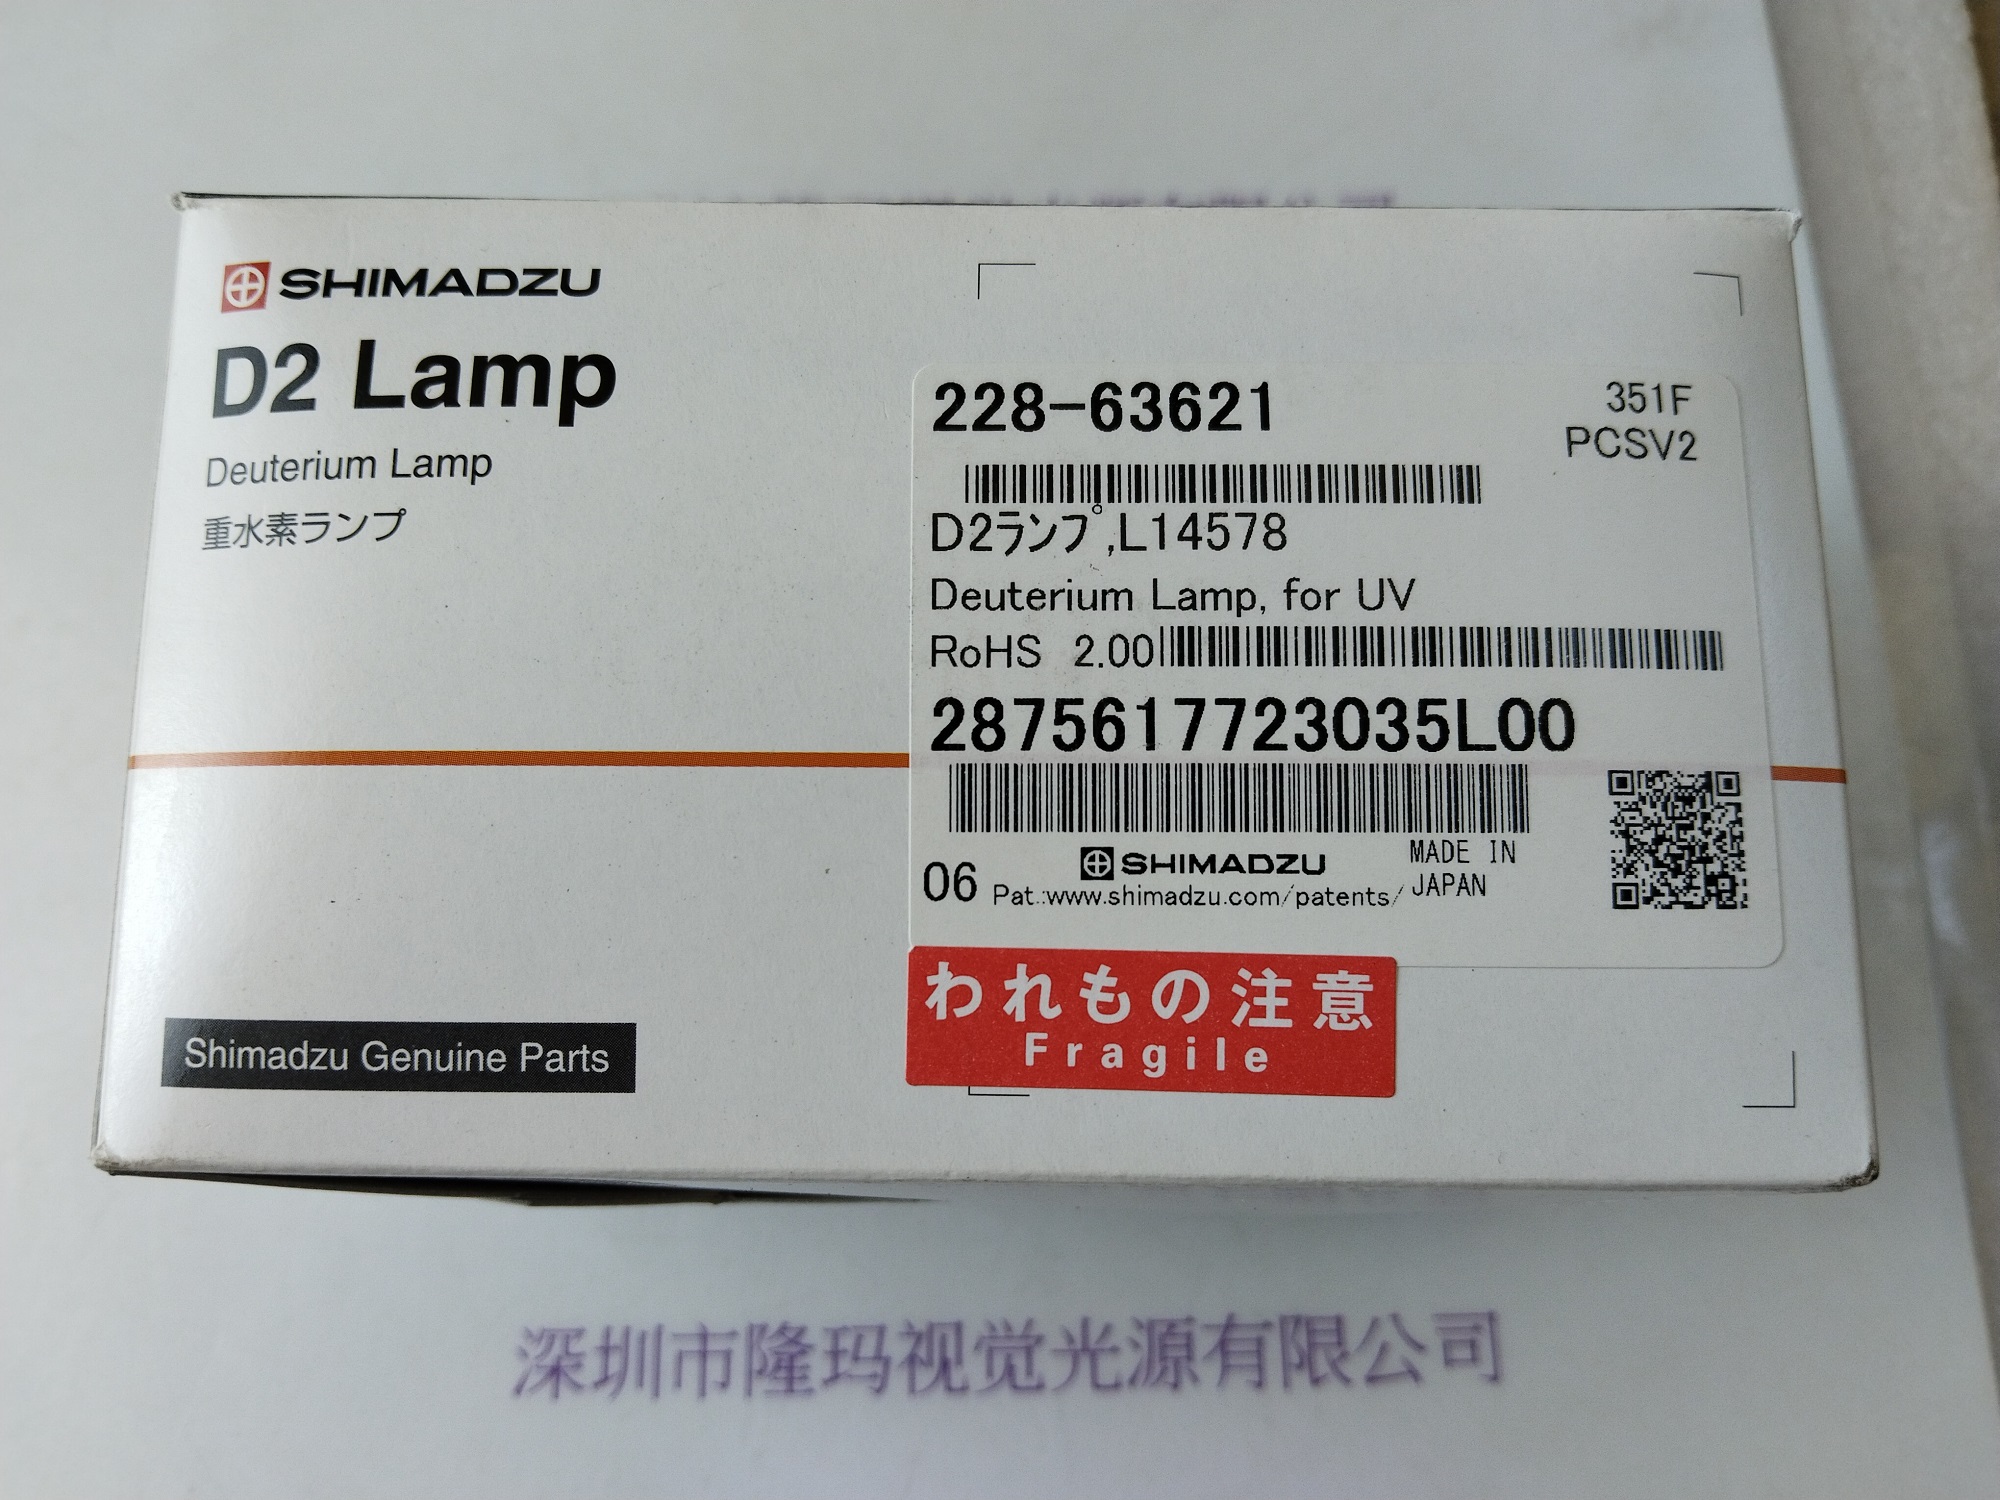 SHIMADZU
D2 Lamp
Deuterium Lamp
重水素ランプ
Shimadzu Genuine Parts
228-63621
351F
PCSV2
D2ランプ,L14578
Deuterium Lamp, for UV
RoHS 2.00
2875617723035L00
06
SHIMADZU
Pat.:www.shimadzu.com/patents/
MADE IN
JAPAN
われもの注意
Fragile
深圳市隆玛视觉光源有限公司